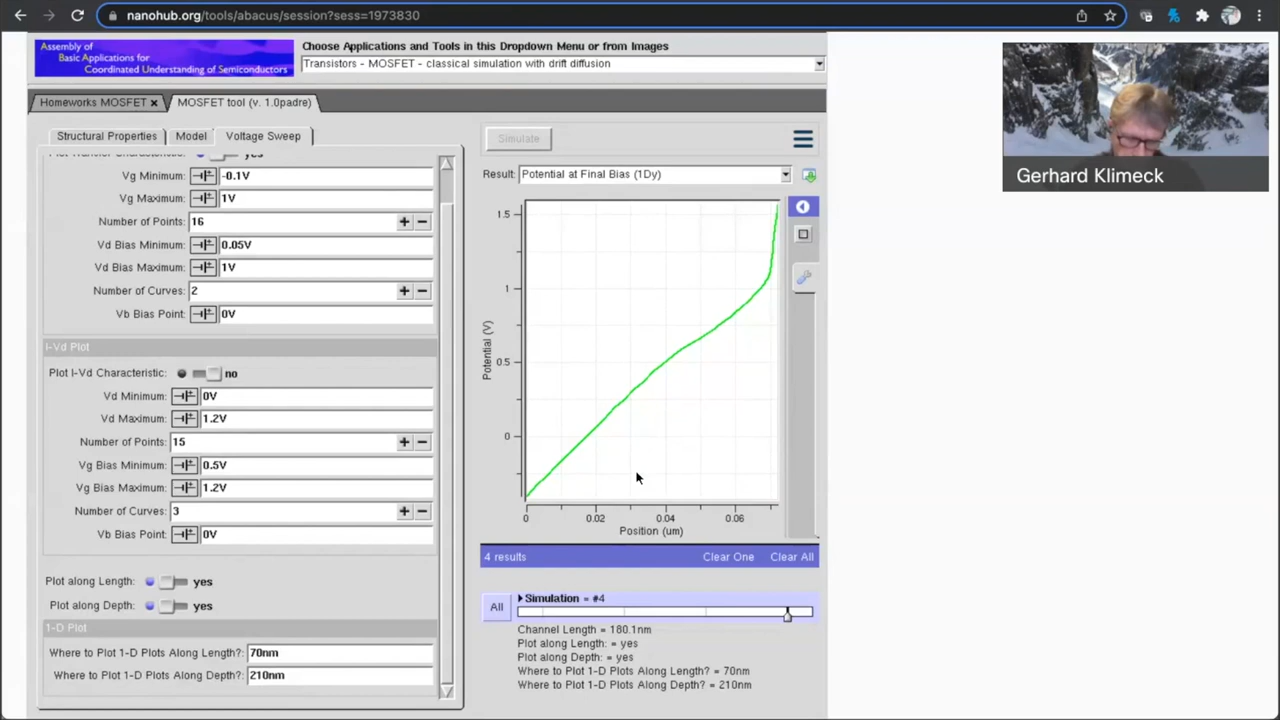 nanohub.org/tools/abacus/session?sess=1973830
Assembly of
Basic Applications for
Coordinated Understanding of Semiconductors
Choose Applications and Tools in this Dropdown Menu or from Images
Transistors - MOSFET - classical simulation with drift diffusion
Homeworks MOSFET ×
MOSFET tool (v. 1.0padre)
Structural Properties
Model
Voltage Sweep
Simulate
Plot Transfer Characteristic: yes
Vg Minimum: -0.1V
Vg Maximum: 1V
Number of Points: 16 + −
Vd Bias Minimum: 0.05V
Vd Bias Maximum: 1V
Number of Curves: 2 + −
Vb Bias Point: 0V
I-Vd Plot
Plot I-Vd Characteristic: no
Vd Minimum: 0V
Vd Maximum: 1.2V
Number of Points: 15 + −
Vg Bias Minimum: 0.5V
Vg Bias Maximum: 1.2V
Number of Curves: 3 + −
Vb Bias Point: 0V
Plot along Length: yes
Plot along Depth: yes
1-D Plot
Where to Plot 1-D Plots Along Length?: 70nm
Where to Plot 1-D Plots Along Depth?: 210nm
Result: Potential at Final Bias (1Dy)
1.5
1
0.5
0
Potential (V)
0 0.02 0.04 0.06
Position (um)
4 results Clear One Clear All
All
Simulation = #4
Channel Length = 180.1nm
Plot along Length: = yes
Plot along Depth: = yes
Where to Plot 1-D Plots Along Length? = 70nm
Where to Plot 1-D Plots Along Depth? = 210nm
Gerhard Klimeck